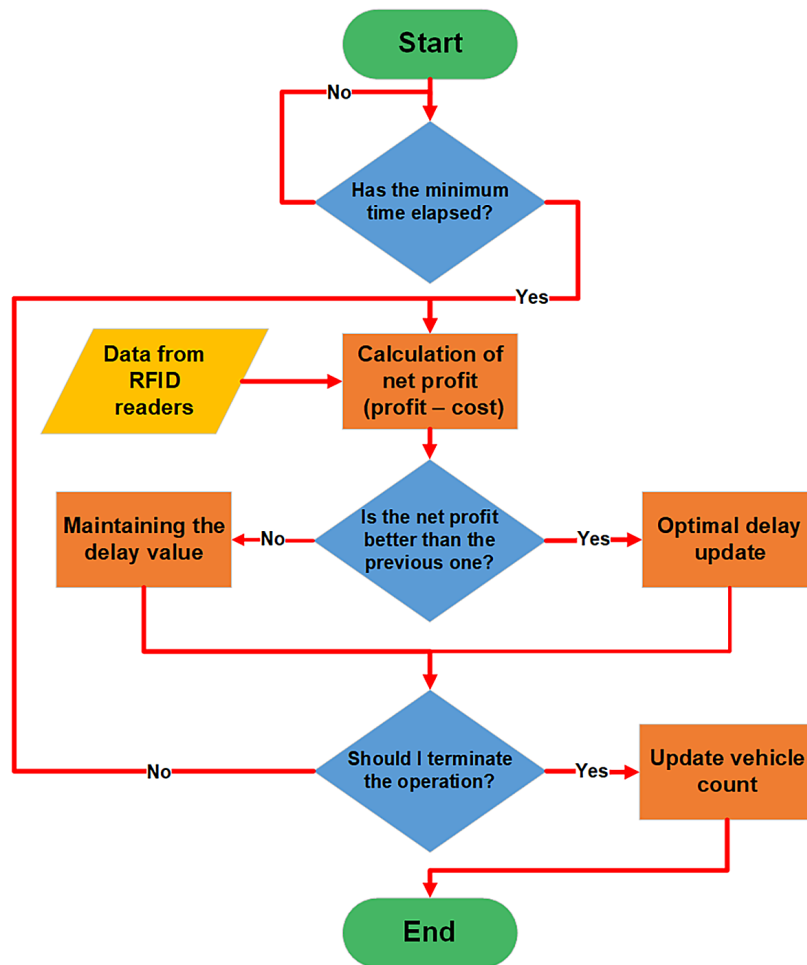 Start
No
Has the minimum
time elapsed?
Yes
Data from
RFID
readers
Calculation of
net profit
(profit – cost)
Maintaining the
delay value
No
Is the net profit
better than the
previous one?
Yes
Optimal delay
update
No
Should I terminate
the operation?
Yes
Update vehicle
count
End